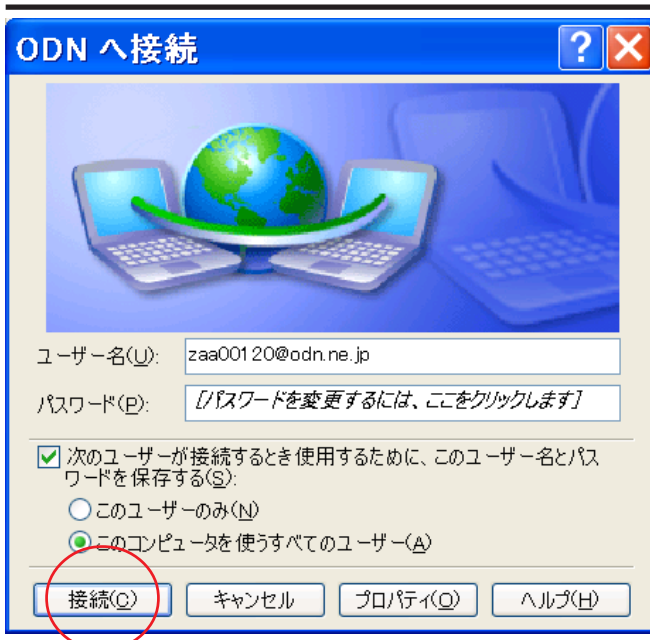 ODN へ接続
ユーザー名(U):
zaa00120@odn.ne.jp
パスワード(P):
[パスワードを変更するには、ここをクリックします]
次のユーザーが接続するとき使用するために、このユーザー名とパス
ワードを保存する(S):
このユーザーのみ(N)
このコンピュータを使うすべてのユーザー(A)
接続(C) キャンセル プロパティ(O) ヘルプ(H)